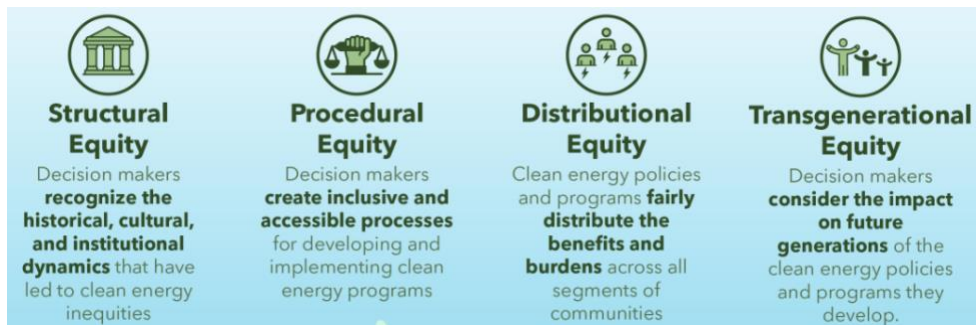 Structural
Equity
Decision makers
recognize the
historical, cultural,
and institutional
dynamics that have
led to clean energy
inequities
Procedural
Equity
Decision makers
create inclusive and
accessible processes
for developing and
implementing clean
energy programs
Distributional
Equity
Clean energy policies
and programs fairly
distribute the
benefits and
burdens across all
segments of
communities
Transgenerational
Equity
Decision makers
consider the impact
on future
generations of the
clean energy policies
and programs they
develop.